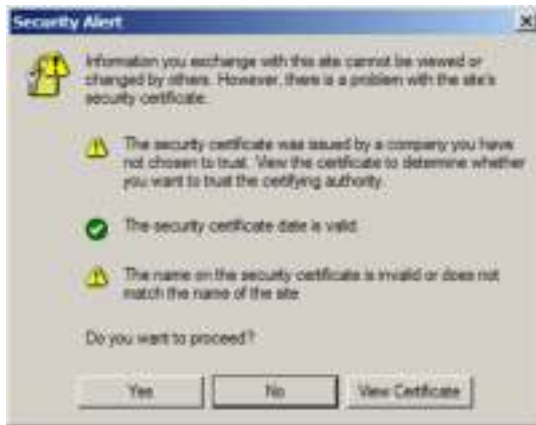 Security Alert
Information you exchange with this site cannot be viewed or
changed by others. However, there is a problem with the site's
security certificate.
The security certificate was issued by a company you have
not chosen to trust. View the certificate to determine whether
you want to trust the certifying authority.
The security certificate date is valid.
The name on the security certificate is invalid or does not
match the name of the site
Do you want to proceed?
Yes No View Certificate